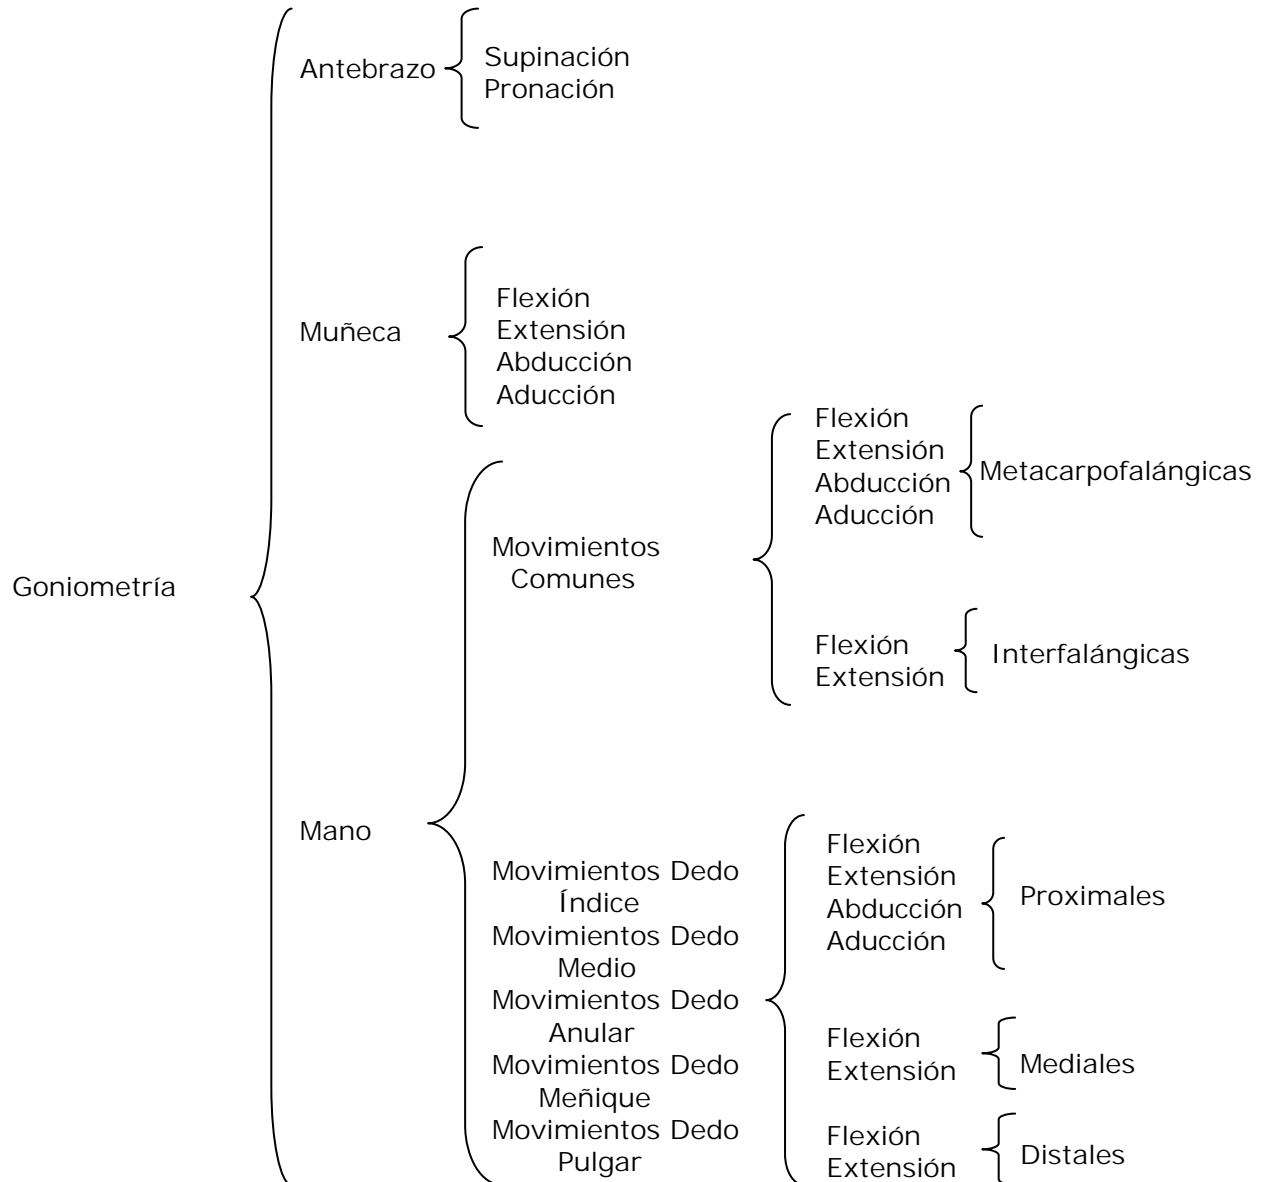 Goniometría
Antebrazo
Supinación
Pronación
Muñeca
Flexión
Extensión
Abducción
Aducción
Mano
Movimientos
Comunes
Flexión
Extensión
Abducción
Aducción
Metacarpofalángicas
Flexión
Extensión
Interfalángicas
Movimientos Dedo
Índice
Movimientos Dedo
Medio
Movimientos Dedo
Anular
Movimientos Dedo
Meñique
Movimientos Dedo
Pulgar
Flexión
Extensión
Abducción
Aducción
Proximales
Flexión
Extensión
Mediales
Flexión
Extensión
Distales